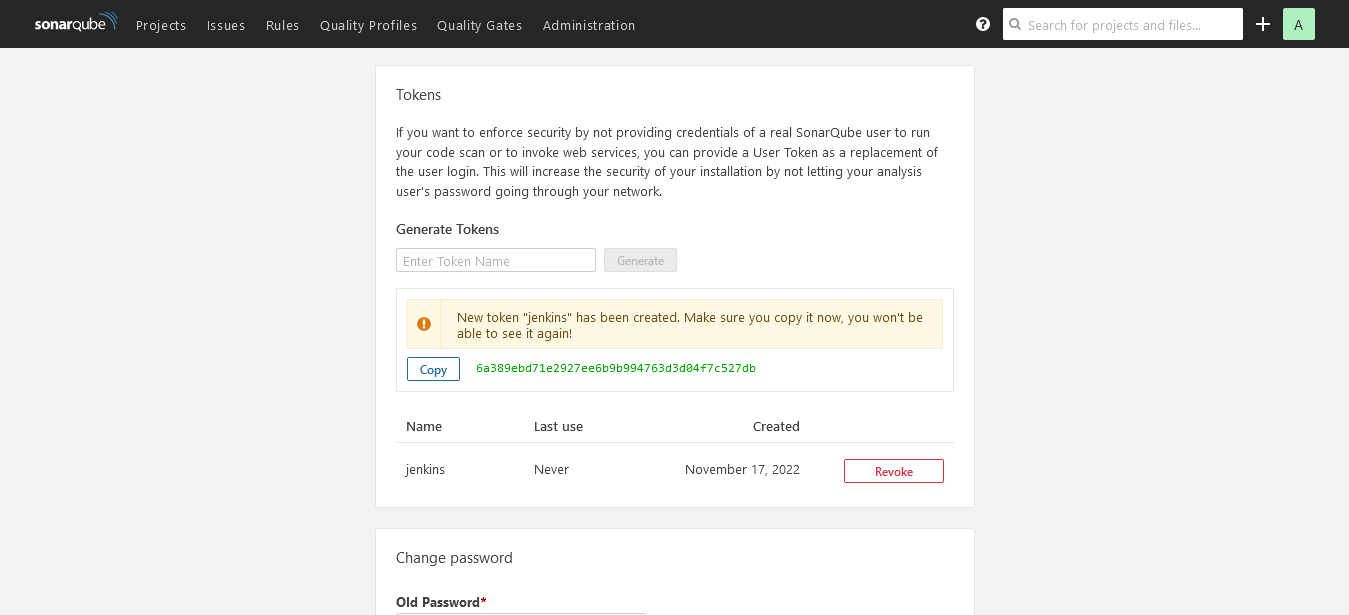 sonarqube Projects Issues Rules Quality Profiles Quality Gates Administration ? Search for projects and files... + A
Tokens
If you want to enforce security by not providing credentials of a real SonarQube user to run
your code scan or to invoke web services, you can provide a User Token as a replacement of
the user login. This will increase the security of your installation by not letting your analysis
user's password going through your network.
Generate Tokens
Enter Token Name Generate
New token "jenkins" has been created. Make sure you copy it now, you won't be
able to see it again!
Copy 6a389ebd71e2927ee6b9b994763d3d04f7c527db
Name Last use Created
jenkins Never November 17, 2022 Revoke
Change password
Old Password*